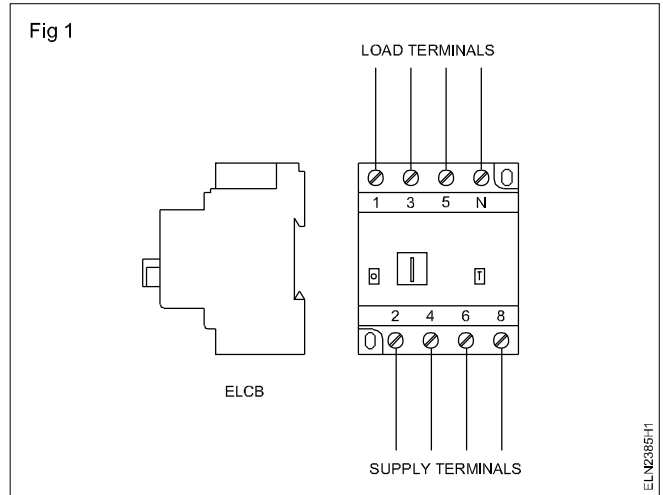 Fig 1
LOAD TERMINALS
1 3 5 N
T
2 4 6 8
ELCB
SUPPLY TERMINALS
ELN2385H1